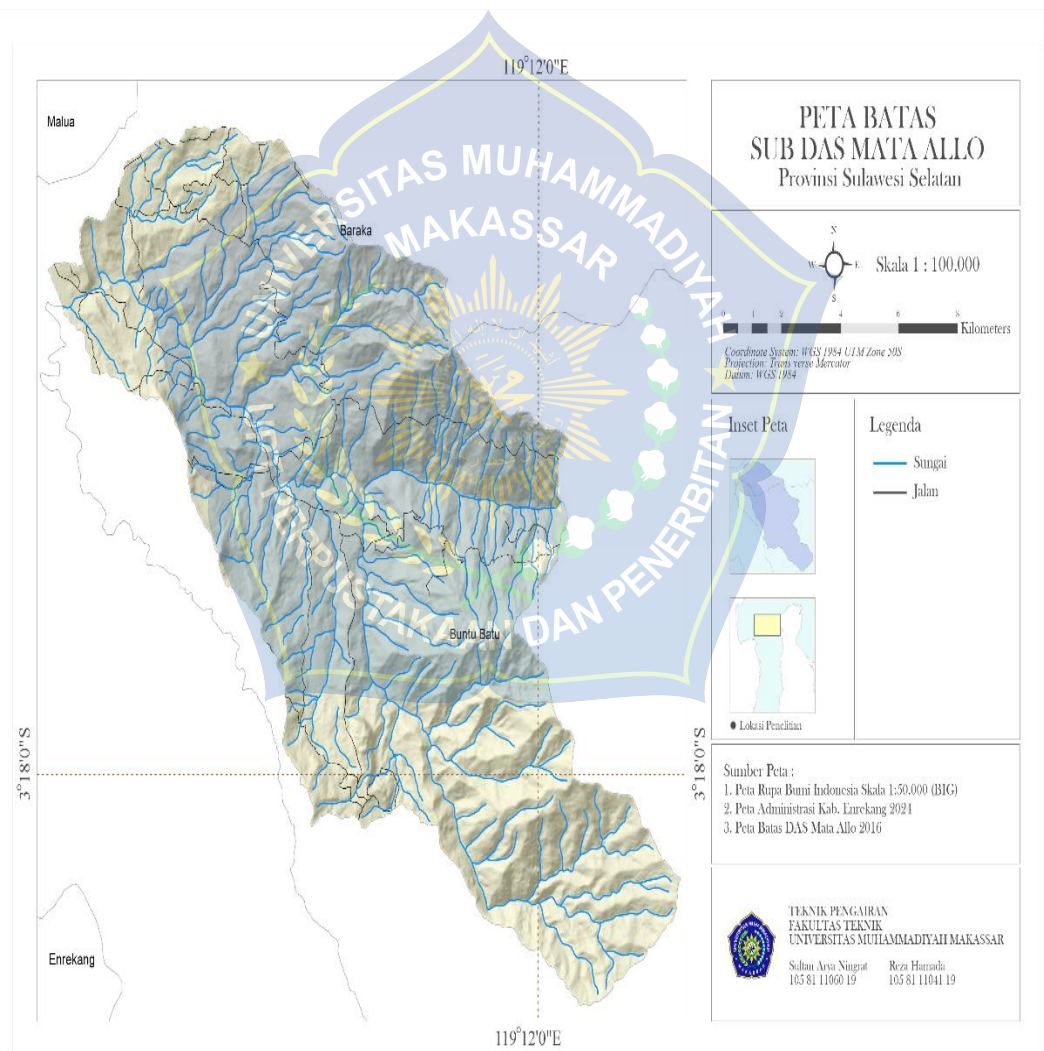 119°12'0"E
Malua
Baraka
Buntu Batu
Enrekang
3°18'0"S
3°18'0"S
119°12'0"E
UNIVERSITAS MUHAMMADIYAH
MAKASSAR
PERPUSTAKAAN DAN PENERBITAN
PETA BATAS
SUB DAS MATA ALLO
Provinsi Sulawesi Selatan
N
W E
S
Skala 1 : 100.000
0 1 2 4 6 8
Kilometers
Coordinate System: WGS 1984 UTM Zone 50S
Projection: Trans verse Mercator
Datum: WGS 1984
Inset Peta
Lokasi Penelitian
Legenda
Sungai
Jalan
Sumber Peta :
1. Peta Rupa Bumi Indonesia Skala 1:50.000 (BIG)
2. Peta Administrasi Kab. Enrekang 2024
3. Peta Batas DAS Mata Allo 2016
TEKNIK PENGAIRAN
FAKULTAS TEKNIK
UNIVERSITAS MUHAMMADIYAH MAKASSAR
Sultan Arya Ningrat Reza Hamada
105 81 11060 19 105 81 11041 19